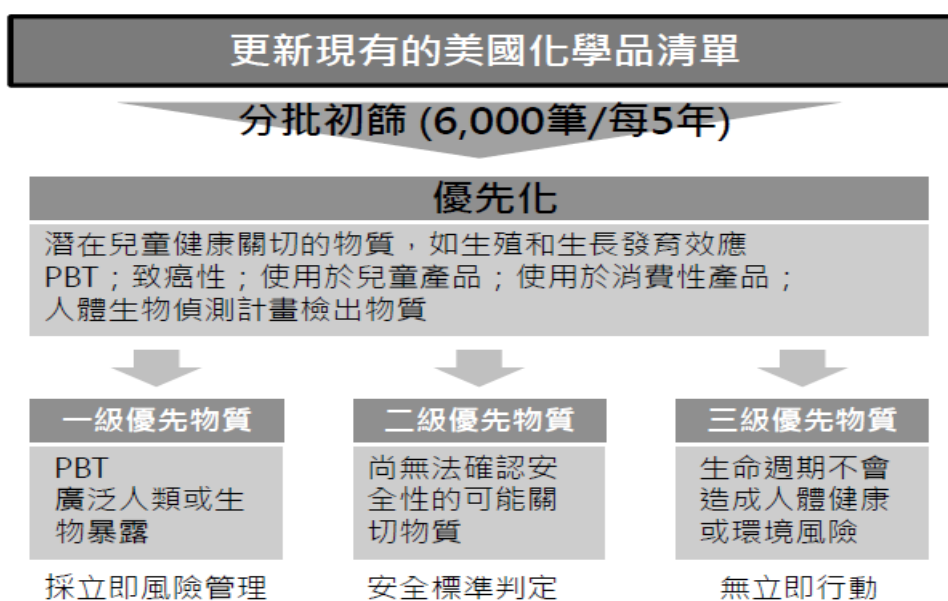 更新現有的美國化學品清單
分批初篩 (6,000筆/每5年)
優先化
潛在兒童健康關切的物質，如生殖和生長發育效應
PBT；致癌性；使用於兒童產品；使用於消費性產品；
人體生物偵測計畫檢出物質
一級優先物質
PBT
廣泛人類或生
物暴露
採立即風險管理
二級優先物質
尚無法確認安
全性的可能關
切物質
安全標準判定
三級優先物質
生命週期不會
造成人體健康
或環境風險
無立即行動